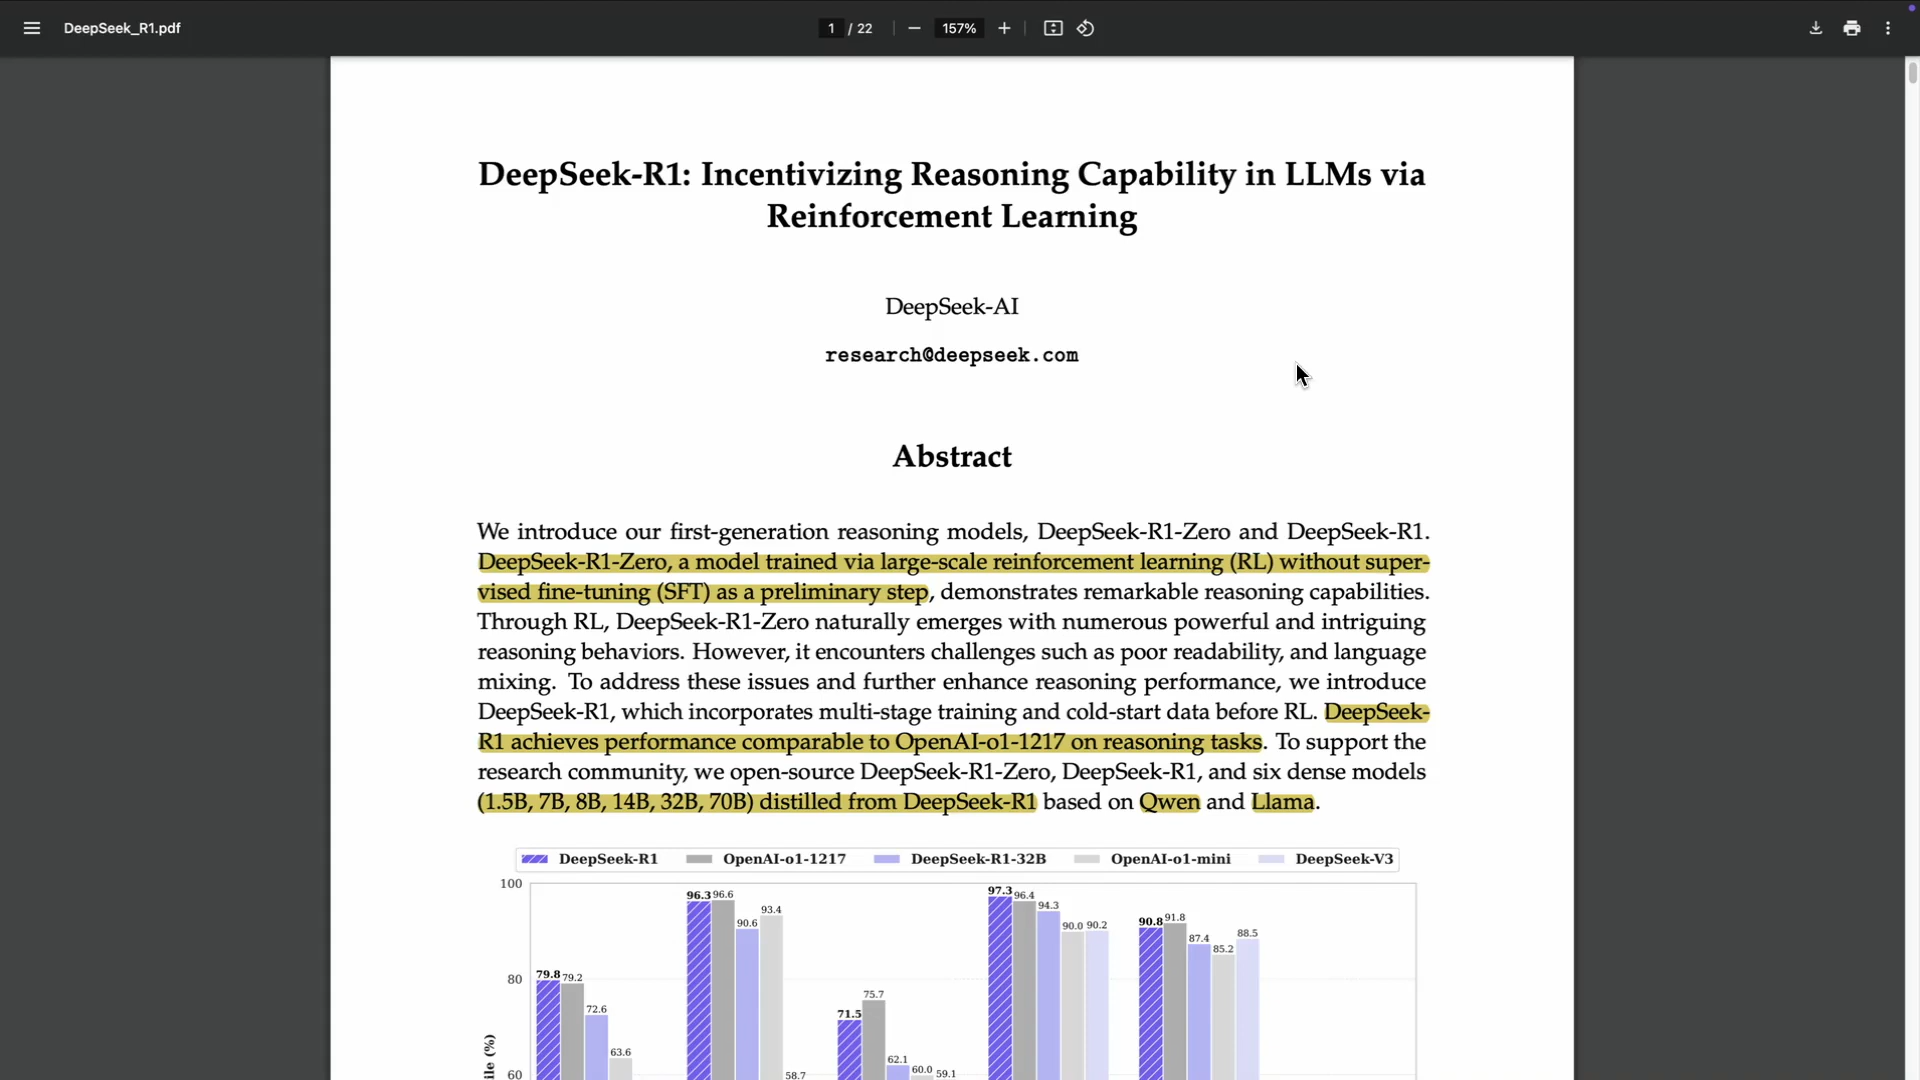 DeepSeek_R1.pdf
1 / 22
157%
DeepSeek-R1: Incentivizing Reasoning Capability in LLMs via
Reinforcement Learning
DeepSeek-AI
research@deepseek.com
Abstract
We introduce our first-generation reasoning models, DeepSeek-R1-Zero and DeepSeek-R1.
DeepSeek-R1-Zero, a model trained via large-scale reinforcement learning (RL) without super-
vised fine-tuning (SFT) as a preliminary step, demonstrates remarkable reasoning capabilities.
Through RL, DeepSeek-R1-Zero naturally emerges with numerous powerful and intriguing
reasoning behaviors. However, it encounters challenges such as poor readability, and language
mixing. To address these issues and further enhance reasoning performance, we introduce
DeepSeek-R1, which incorporates multi-stage training and cold-start data before RL. DeepSeek-
R1 achieves performance comparable to OpenAI-o1-1217 on reasoning tasks. To support the
research community, we open-source DeepSeek-R1-Zero, DeepSeek-R1, and six dense models
(1.5B, 7B, 8B, 14B, 32B, 70B) distilled from DeepSeek-R1 based on Qwen and Llama.
DeepSeek-R1 OpenAI-o1-1217 DeepSeek-R1-32B OpenAI-o1-mini DeepSeek-V3
100
96.3 96.6 90.6 93.4
97.3 96.4 94.3 90.0 90.2
90.8 91.8 87.4 85.2 88.5
80
79.8 79.2 72.6 63.6
71.5 75.7 62.1 60.0 59.1
58.7
60
ile (%)